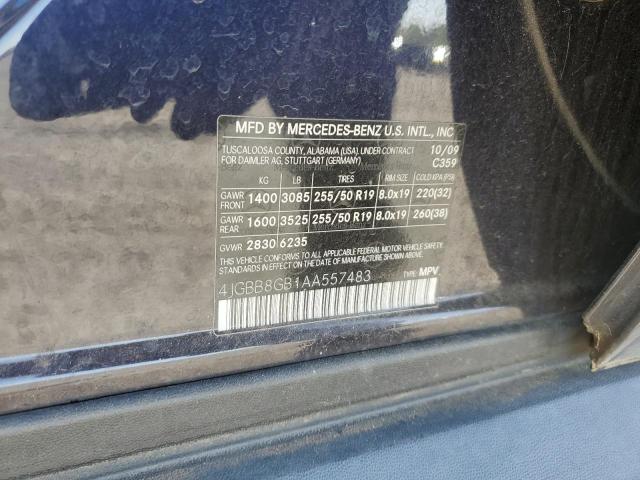 MFD BY MERCEDES-BENZ U.S. INTL., INC
TUSCALOOSA COUNTY, ALABAMA (USA), UNDER CONTRACT 10/09
FOR DAIMLER AG, STUTTGART (GERMANY) C359
KG LB TIRES RIM SIZE COLD KPA (PSI)
GAWR FRONT 1400 3085 255/50 R19 8.0x19 220(32)
GAWR REAR 1600 3525 255/50 R19 8.0x19 260(38)
GVWR 2830 6235
THIS VEHICLE CONFORMS TO ALL APPLICABLE FEDERAL MOTOR VEHICLE SAFETY
STANDARDS IN EFFECT ON THE DATE OF MANUFACTURE SHOWN ABOVE.
4JGBB8GB1AA557483 TYPE: MPV